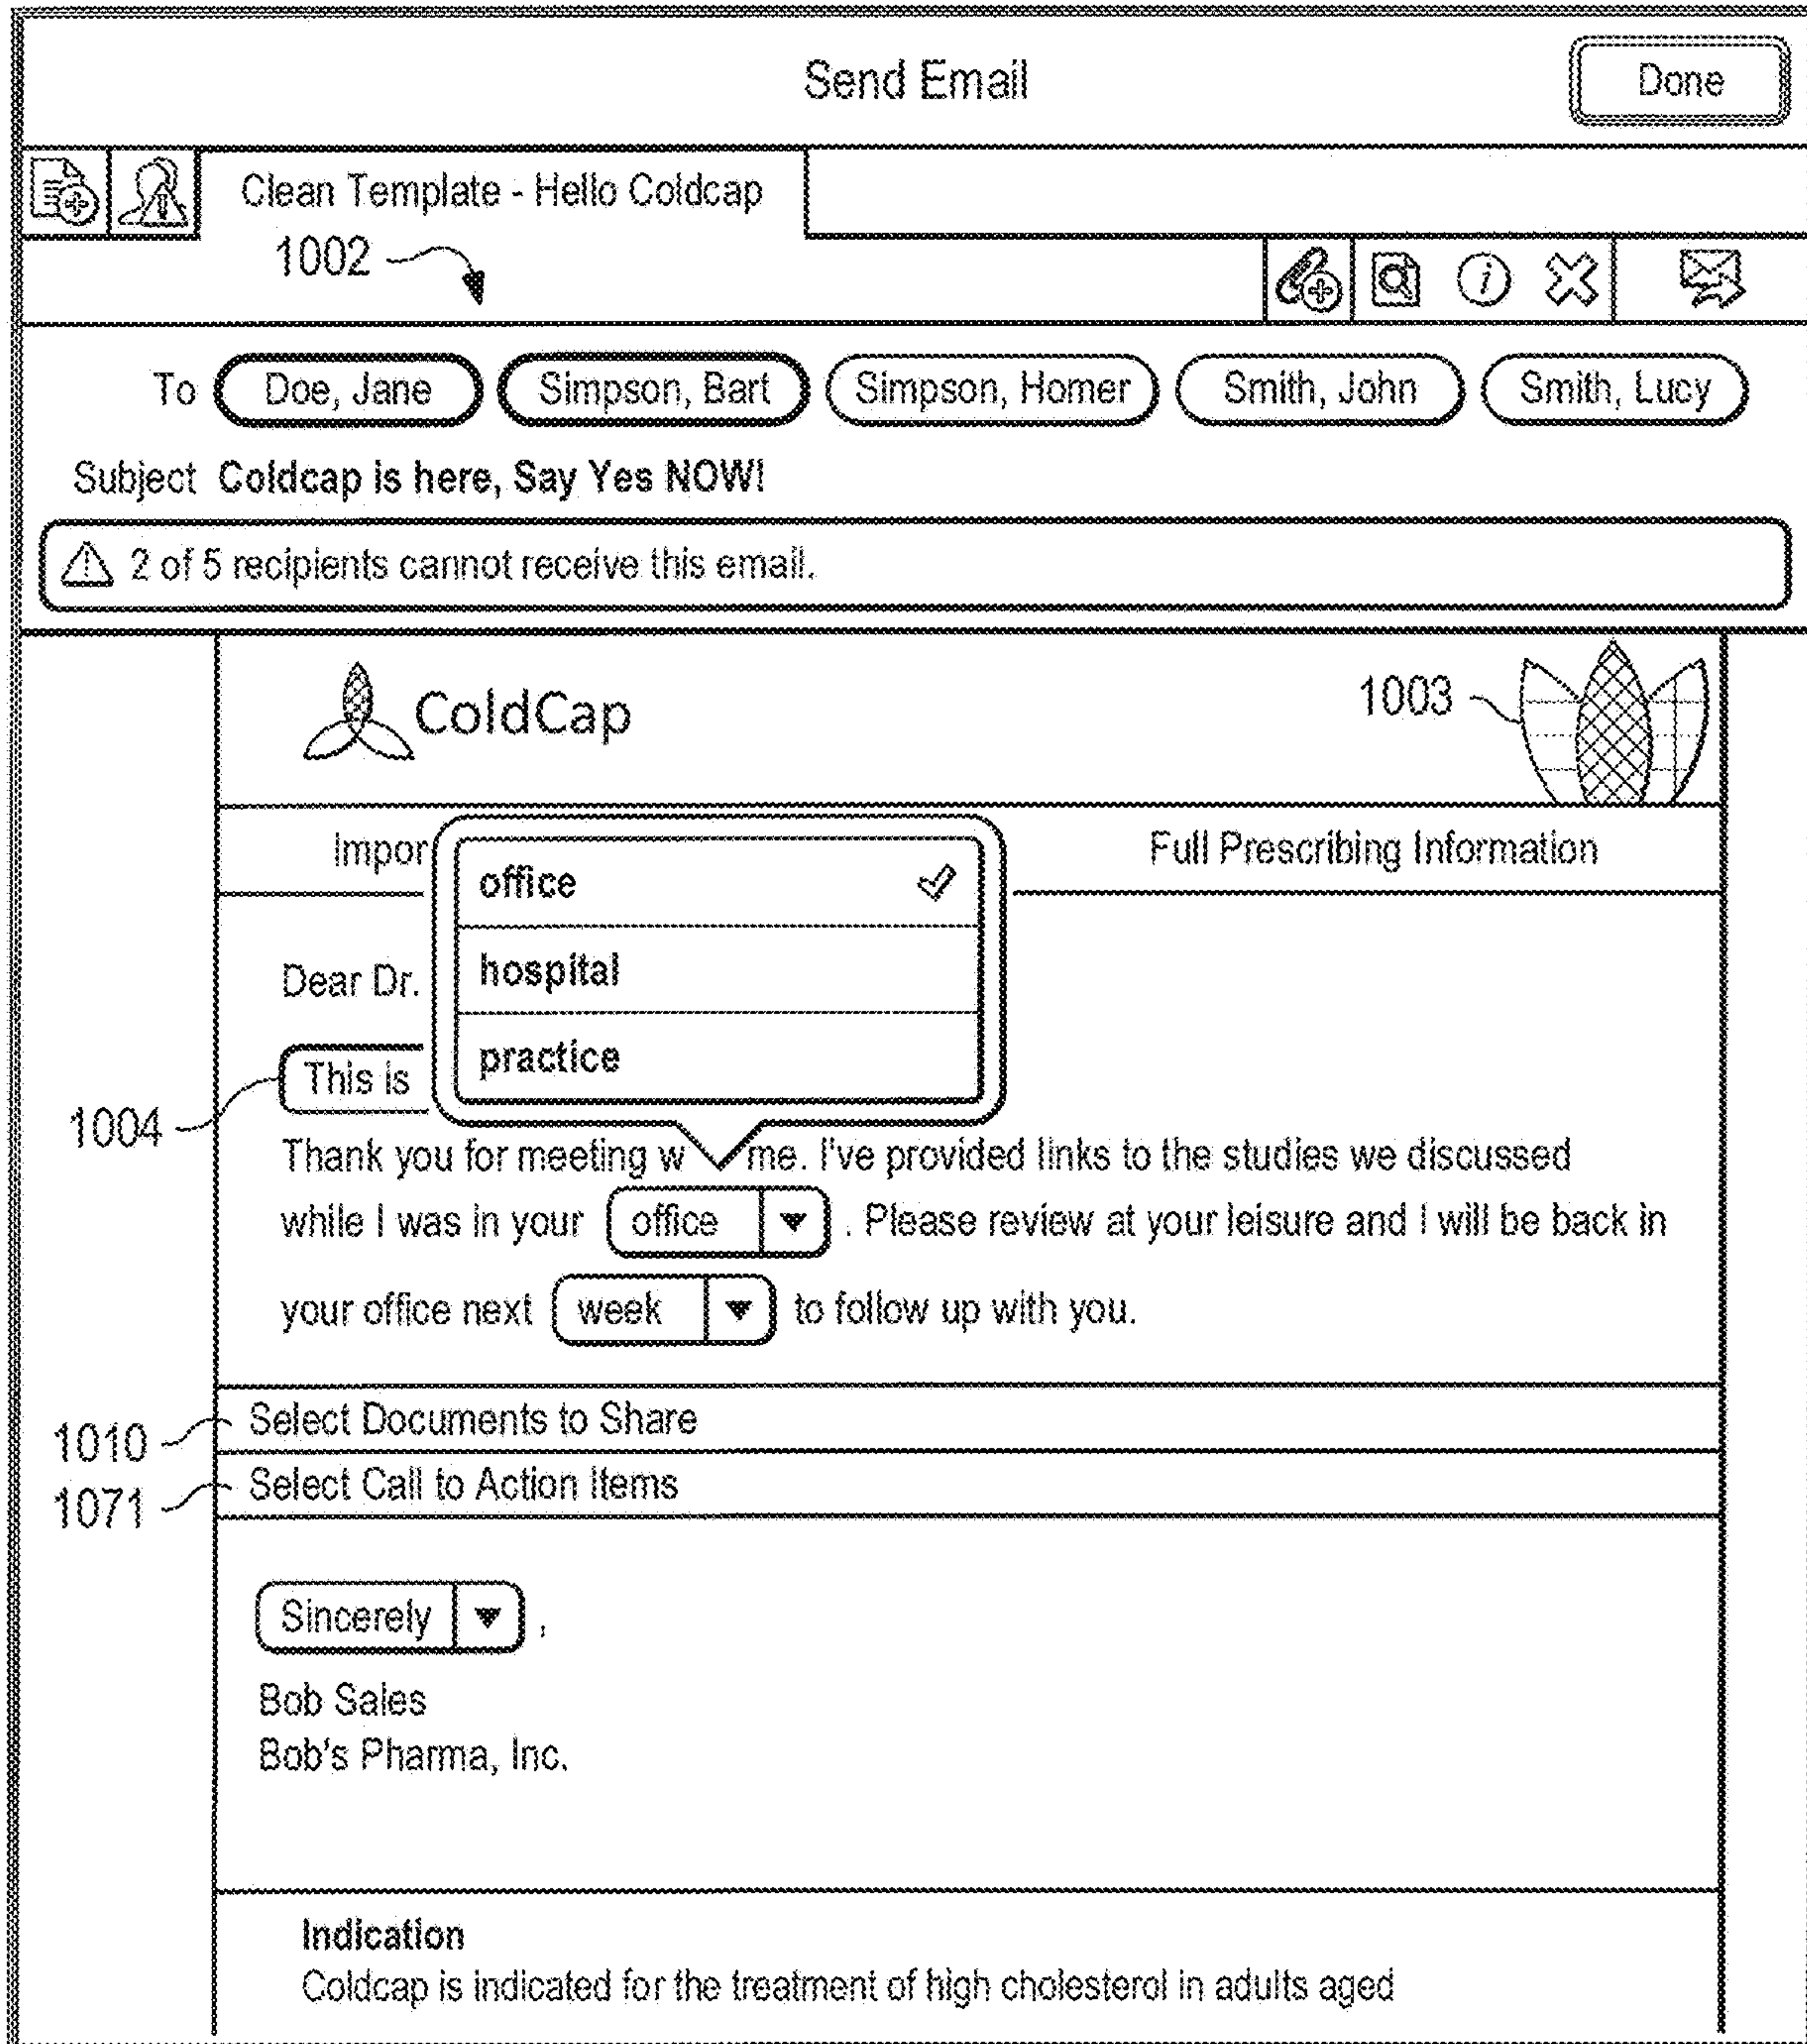 Send Email
Done
Clean Template - Hello Coldcap
1002
To Doe, Jane Simpson, Bart Simpson, Homer Smith, John Smith, Lucy
Subject Coldcap is here, Say Yes NOW!
2 of 5 recipients cannot receive this email.
ColdCap
1003
Impor
Full Prescribing Information
office
hospital
practice
Dear Dr.
This is
1004
Thank you for meeting w me. I've provided links to the studies we discussed
while I was in your office . Please review at your leisure and I will be back in
your office next week to follow up with you.
1010
Select Documents to Share
1071
Select Call to Action Items
Sincerely ,
Bob Sales
Bob's Pharma, Inc.
Indication
Coldcap is indicated for the treatment of high cholesterol in adults aged